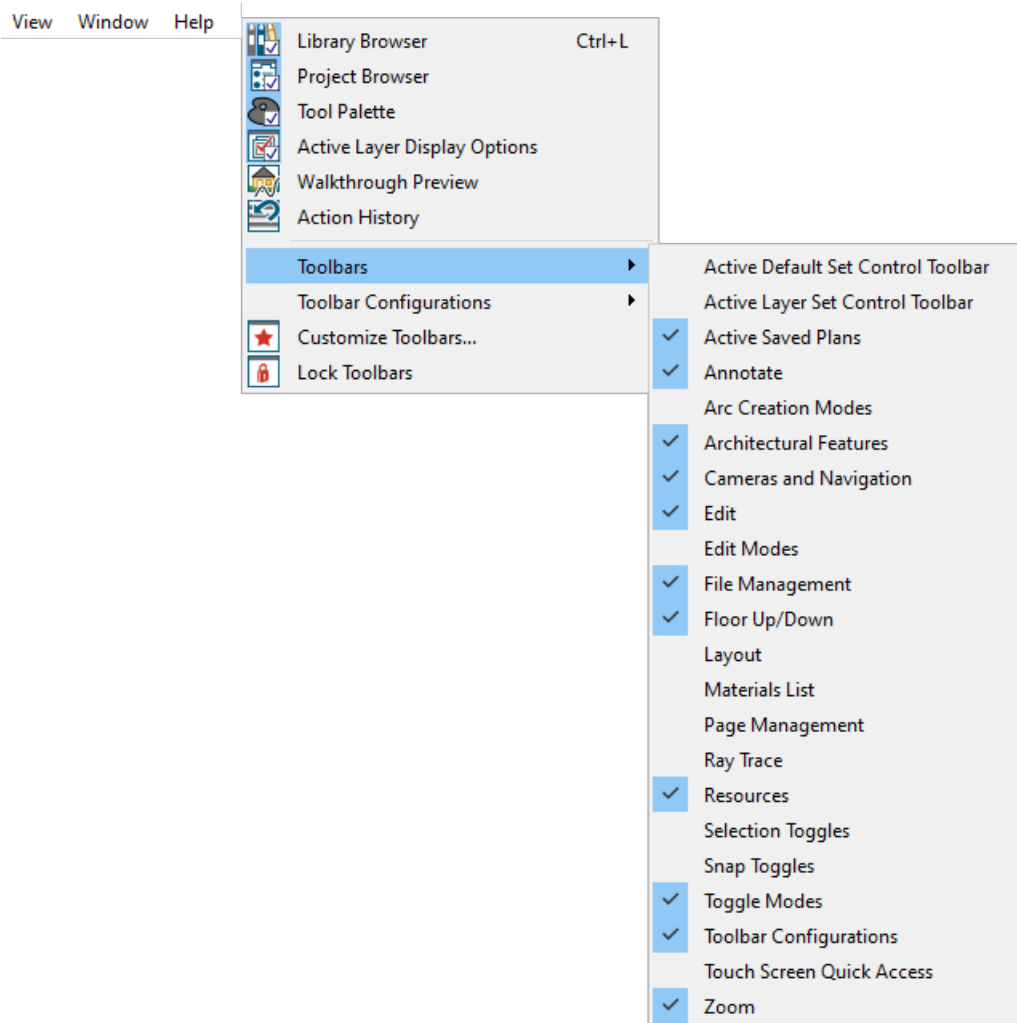 View Window Help
Library Browser Ctrl+L
Project Browser
Tool Palette
Active Layer Display Options
Walkthrough Preview
Action History
Toolbars
Toolbar Configurations
Customize Toolbars...
Lock Toolbars
Active Default Set Control Toolbar
Active Layer Set Control Toolbar
Active Saved Plans
Annotate
Arc Creation Modes
Architectural Features
Cameras and Navigation
Edit
Edit Modes
File Management
Floor Up/Down
Layout
Materials List
Page Management
Ray Trace
Resources
Selection Toggles
Snap Toggles
Toggle Modes
Toolbar Configurations
Touch Screen Quick Access
Zoom